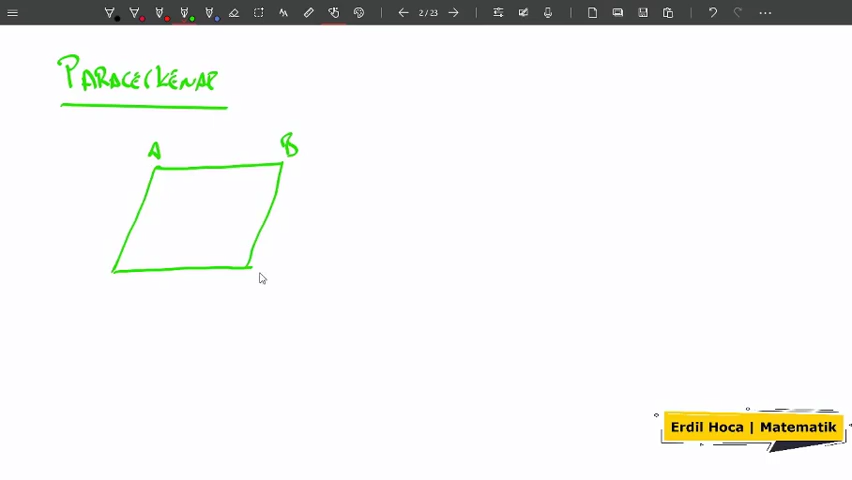 2 / 23
PARALELKENAR
A
B
Erdil Hoca | Matematik